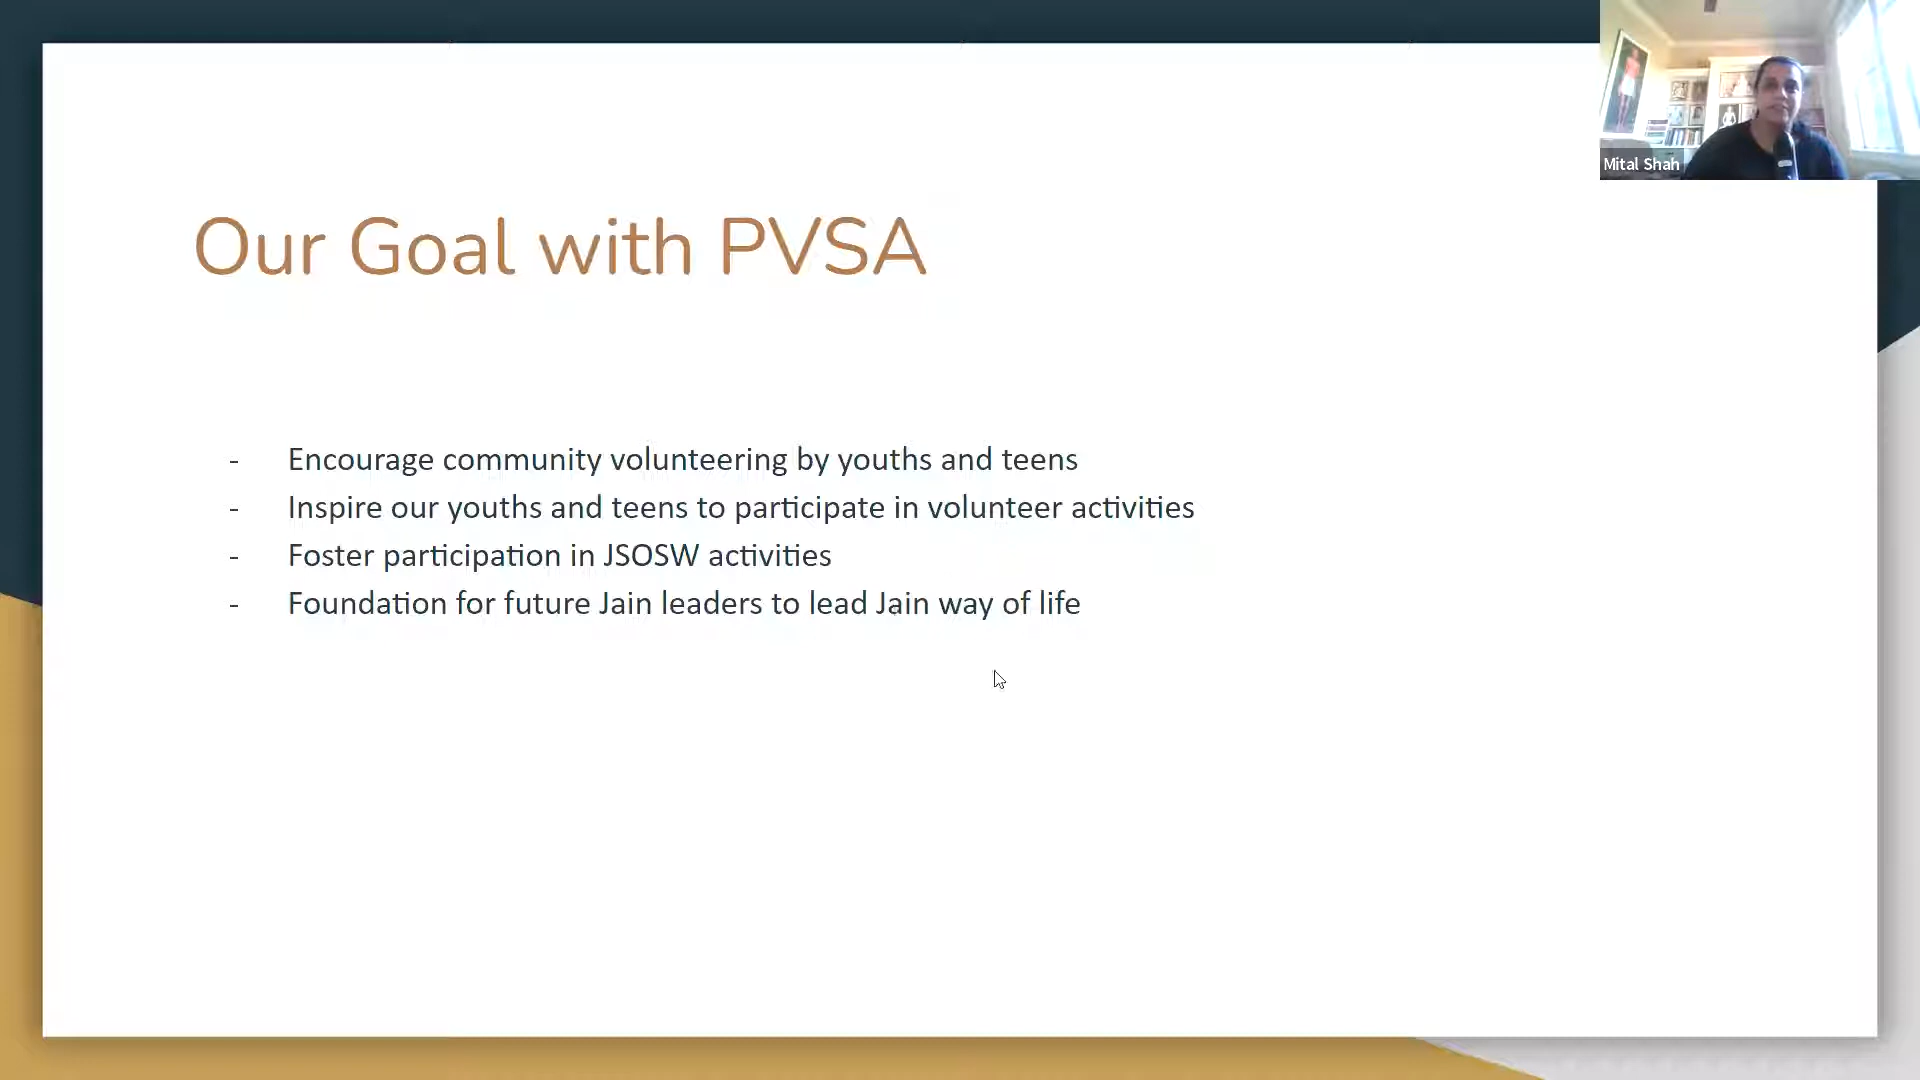 Mital Shah
Our Goal with PVSA
- Encourage community volunteering by youths and teens
- Inspire our youths and teens to participate in volunteer activities
- Foster participation in JSOSW activities
- Foundation for future Jain leaders to lead Jain way of life